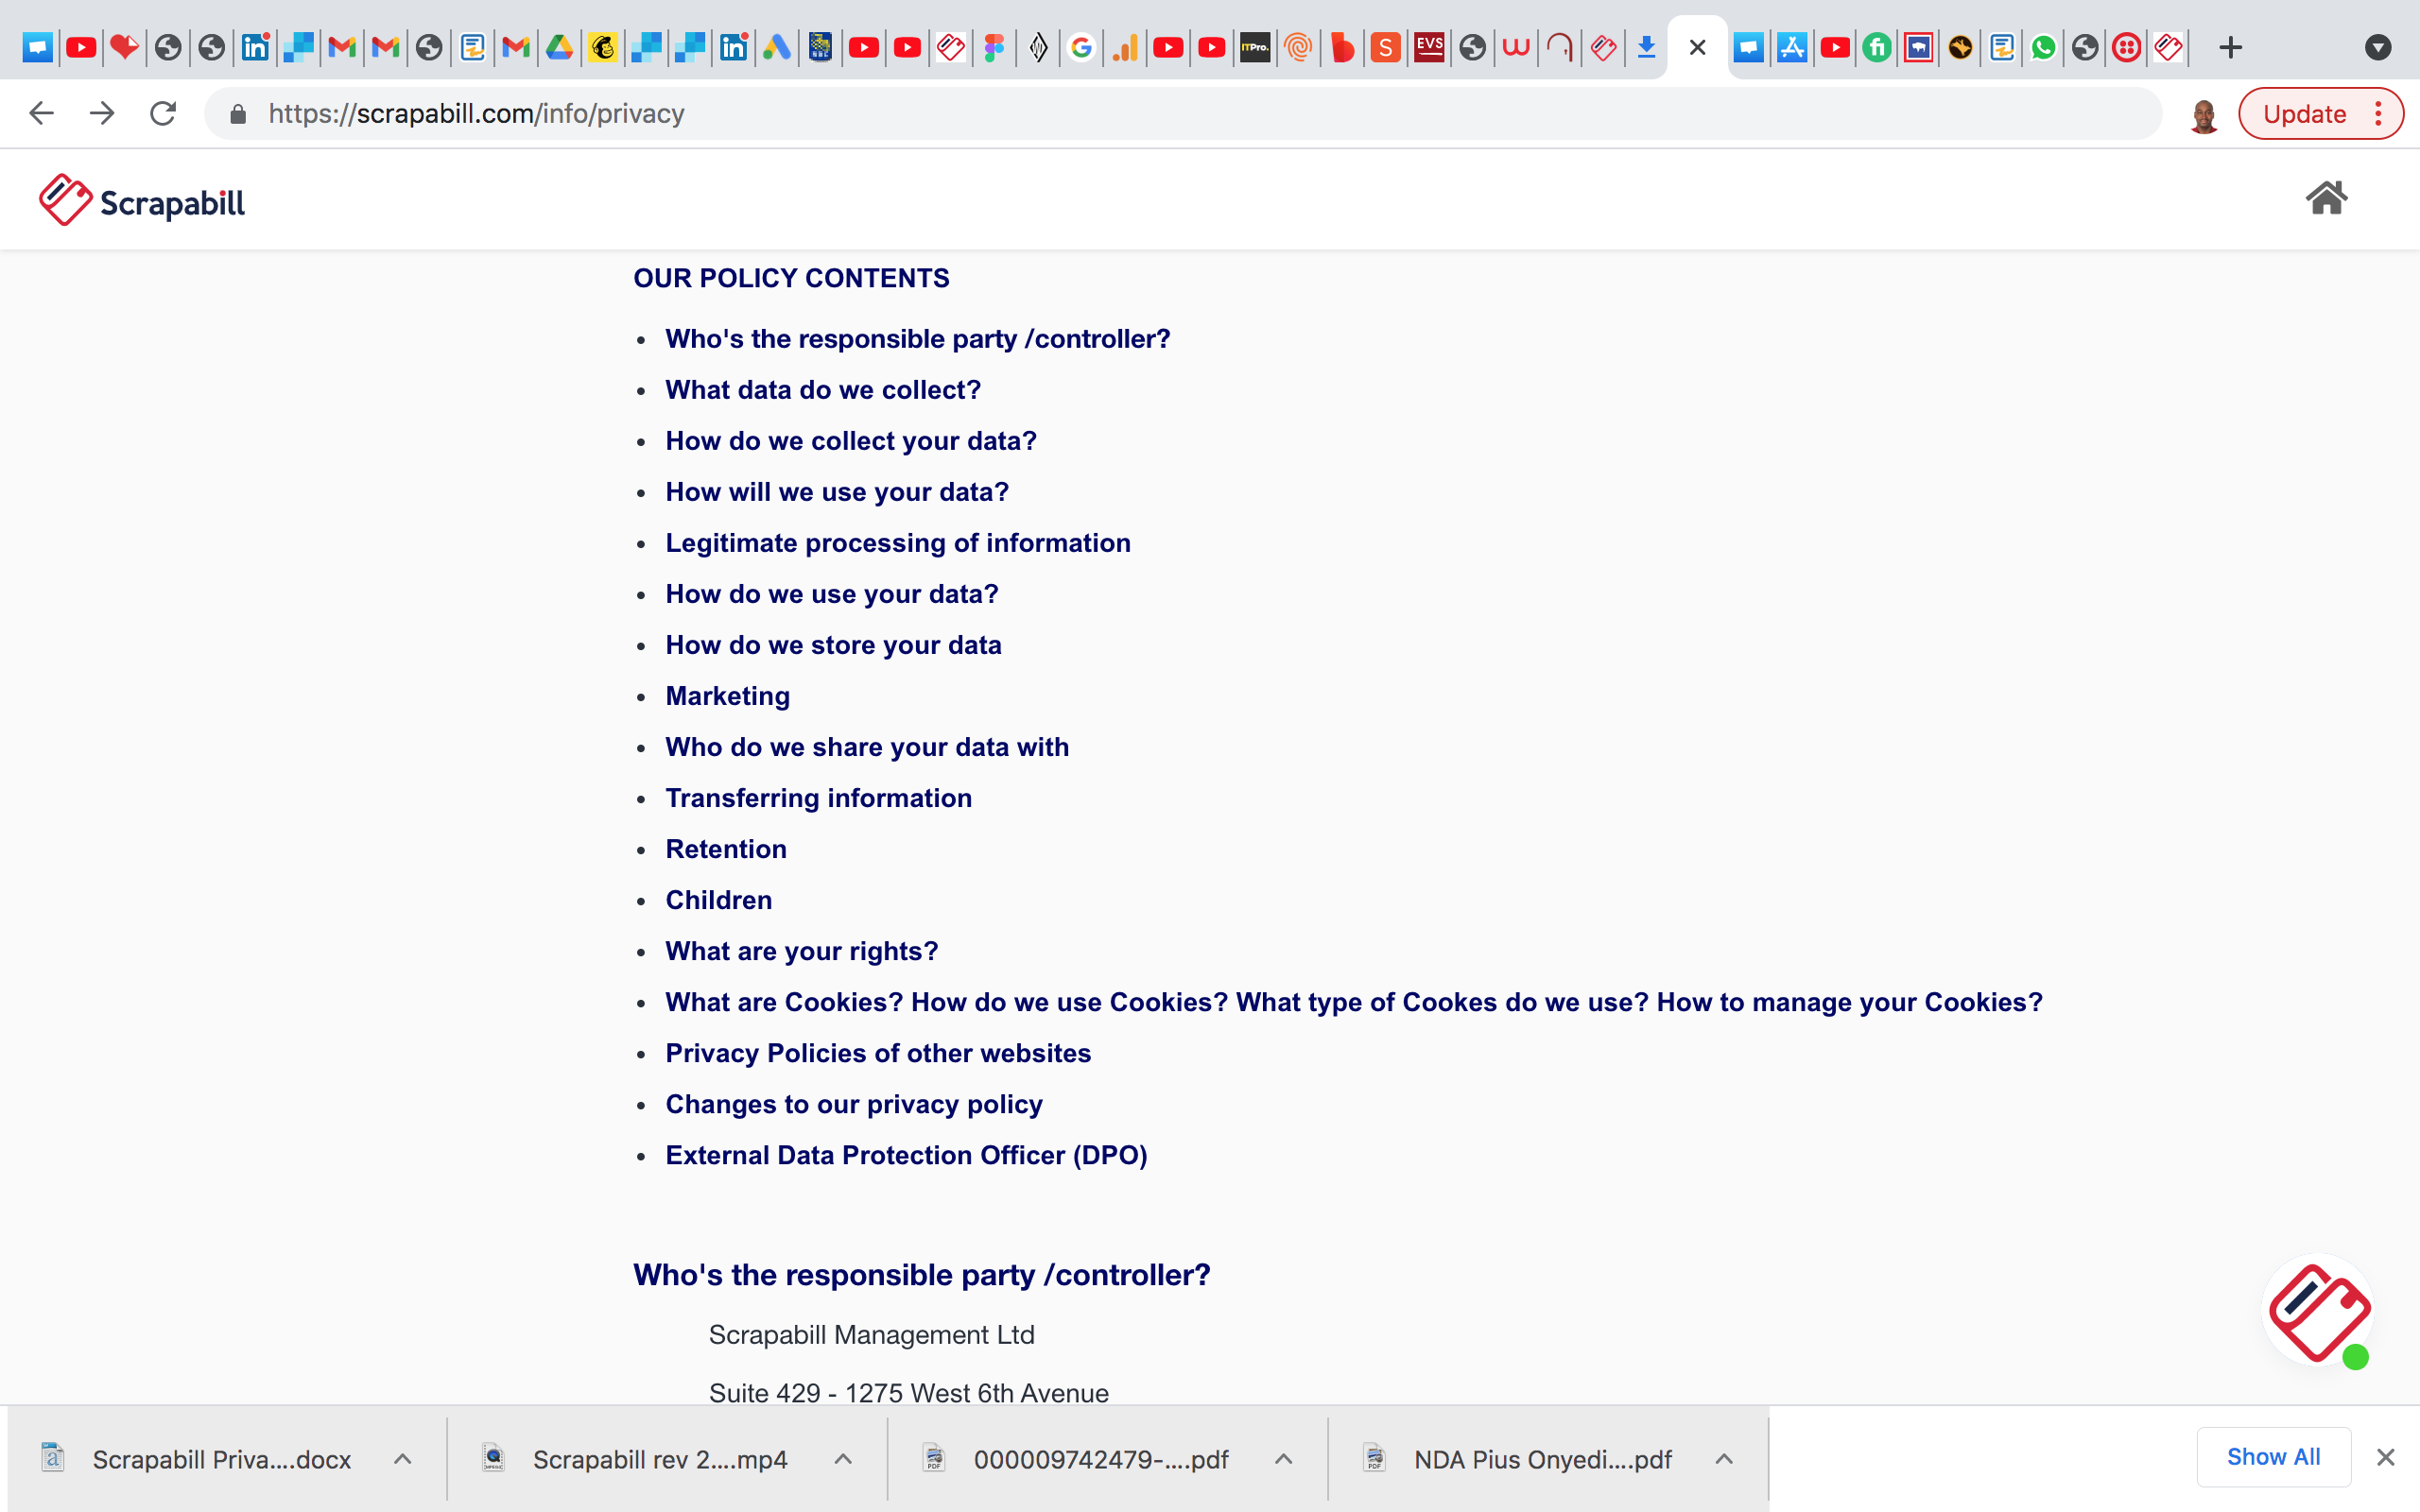 ITPro.
S
EVS
https://scrapabill.com/info/privacy
Update
Scrapabill
OUR POLICY CONTENTS
• Who's the responsible party /controller?
• What data do we collect?
• How do we collect your data?
• How will we use your data?
• Legitimate processing of information
• How do we use your data?
• How do we store your data
• Marketing
• Who do we share your data with
• Transferring information
• Retention
• Children
• What are your rights?
• What are Cookies? How do we use Cookies? What type of Cookes do we use? How to manage your Cookies?
• Privacy Policies of other websites
• Changes to our privacy policy
• External Data Protection Officer (DPO)
Who's the responsible party /controller?
Scrapabill Management Ltd
Suite 429 - 1275 West 6th Avenue
Scrapabill Priva....docx
Scrapabill rev 2....mp4
000009742479-....pdf
NDA Pius Onyedi....pdf
Show All